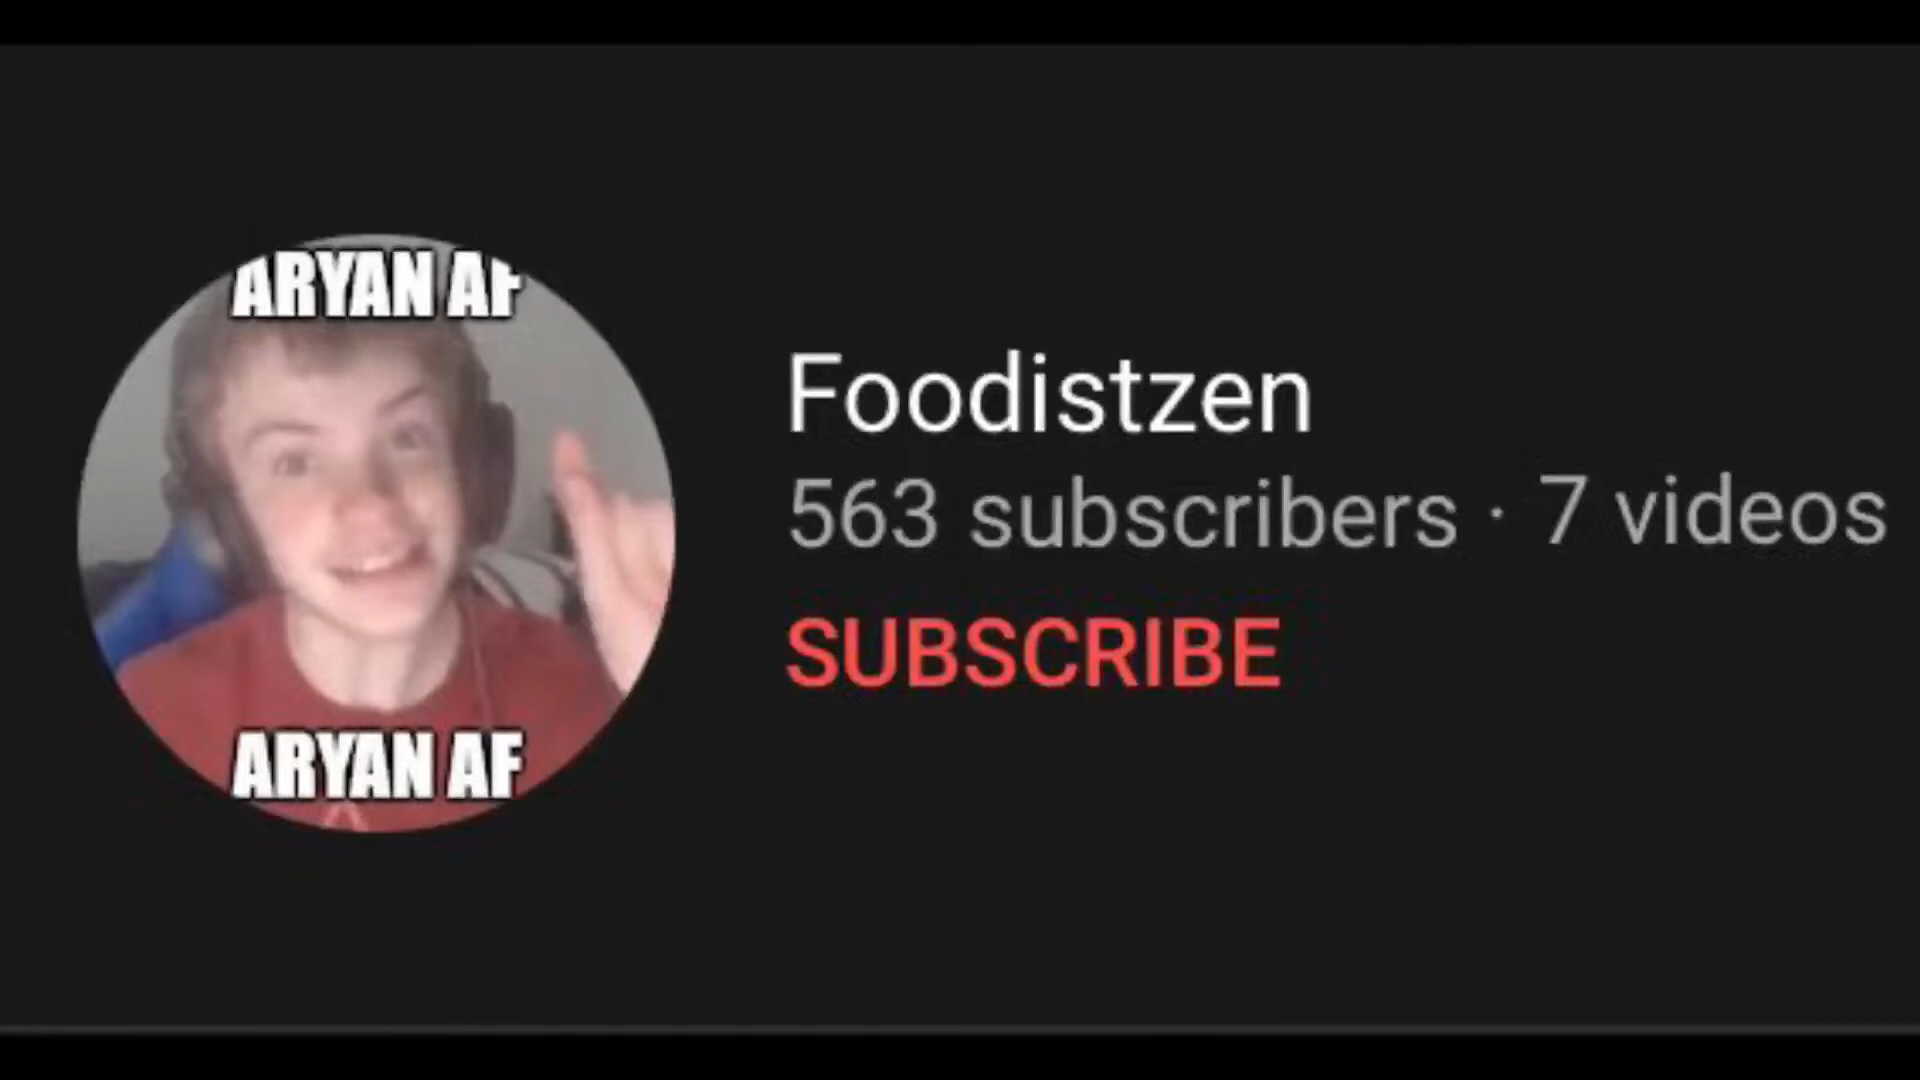 ARYAN AF
ARYAN AF
Foodistzen
563 subscribers · 7 videos
SUBSCRIBE